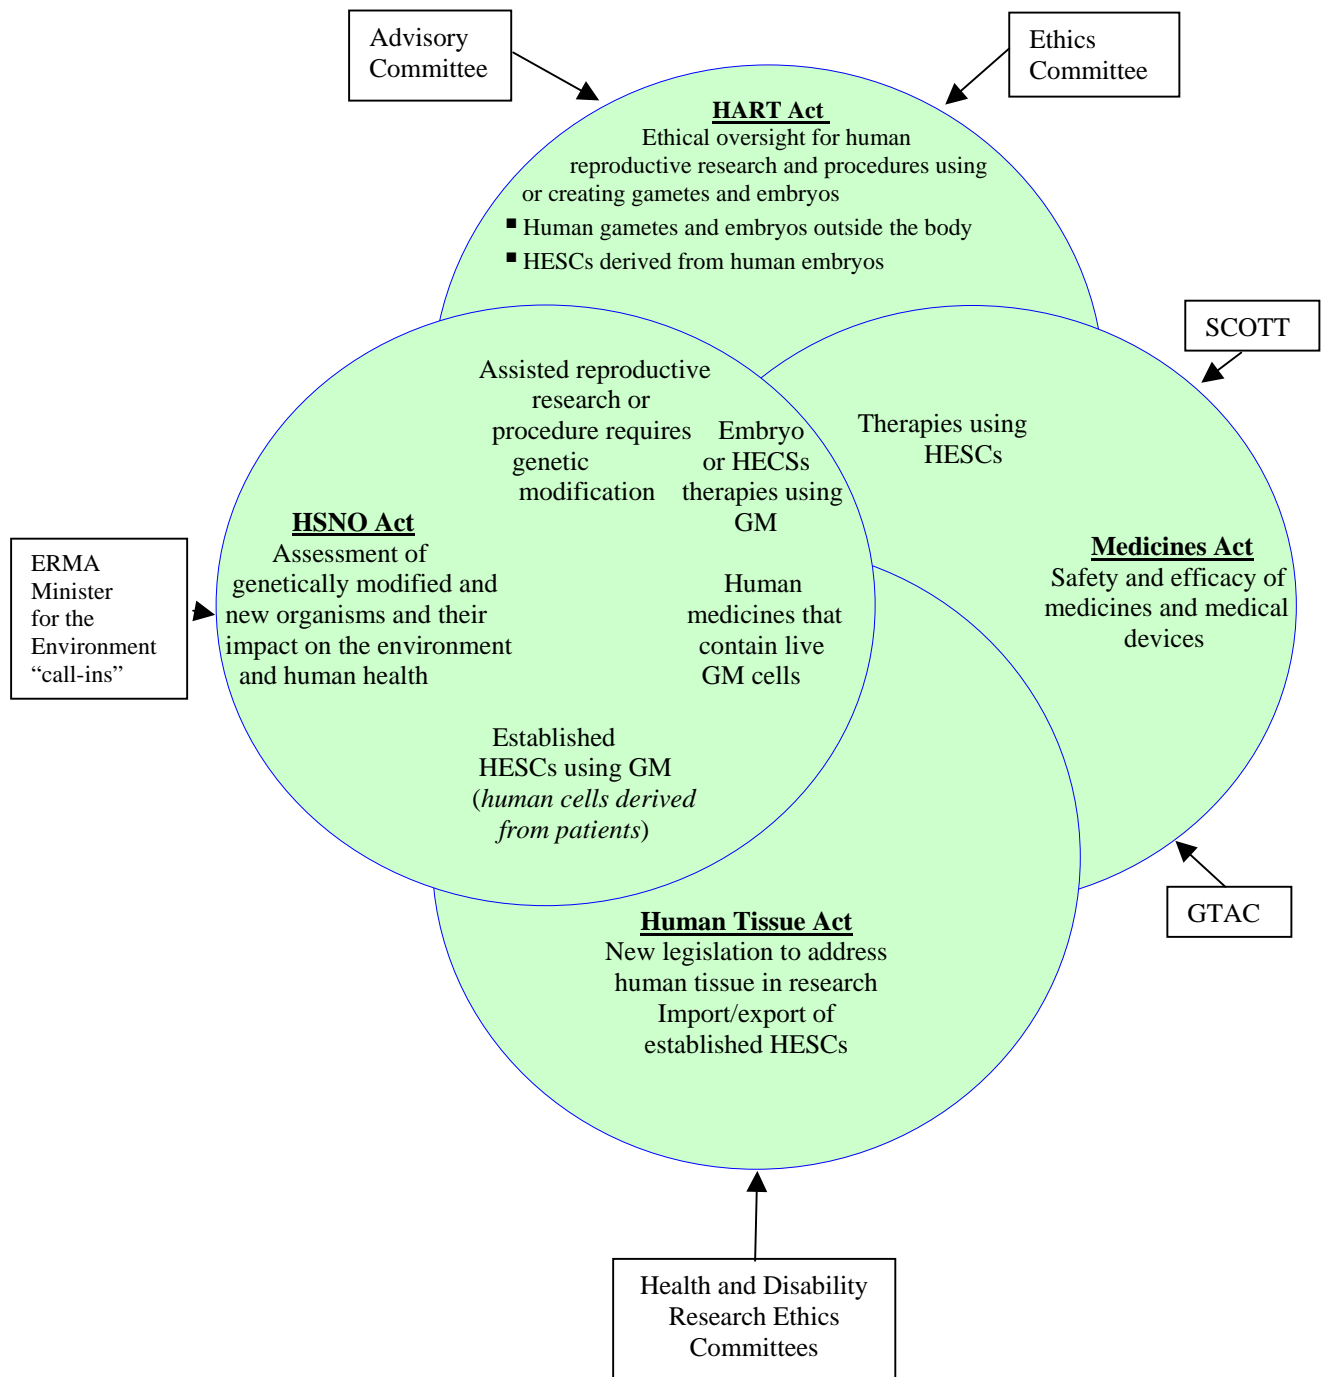 Advisory
Committee
Ethics
Committee
HART Act
Ethical oversight for human
reproductive research and procedures using
or creating gametes and embryos
▪ Human gametes and embryos outside the body
▪ HESCs derived from human embryos
SCOTT
Assisted reproductive
research or
procedure requires
genetic
modification
Embryo
or HECSs
therapies using
GM
Therapies using
HESCs
HSNO Act
Assessment of
genetically modified and
new organisms and their
impact on the environment
and human health
ERMA
Minister
for the
Environment
“call-ins”
Human
medicines that
contain live
GM cells
Medicines Act
Safety and efficacy of
medicines and medical
devices
Established
HESCs using GM
(human cells derived
from patients)
GTAC
Human Tissue Act
New legislation to address
human tissue in research
Import/export of
established HESCs
Health and Disability
Research Ethics
Committees